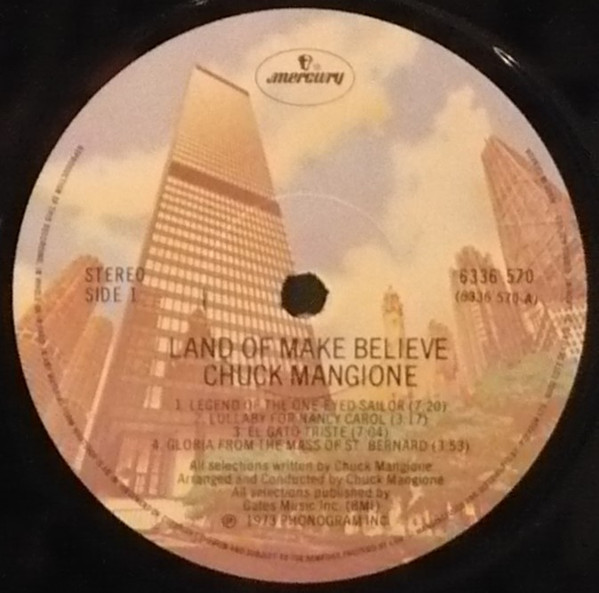 mercury
STEREO
SIDE 1
6336 570
(6336 570 A)
LAND OF MAKE BELIEVE
CHUCK MANGIONE
1. LEGEND OF THE ONE-EYED SAILOR (7:20)
2. LULLABY FOR NANCY CAROL (3:17)
3. EL GATO TRISTE (7:04)
4. GLORIA FROM THE MASS OF ST. BERNARD (3:53)
All selections written by Chuck Mangione.
Arranged and Conducted by Chuck Mangione
All selections published by
Gates Music Inc. (BMI)
℗ 1973 PHONOGRAM INC.